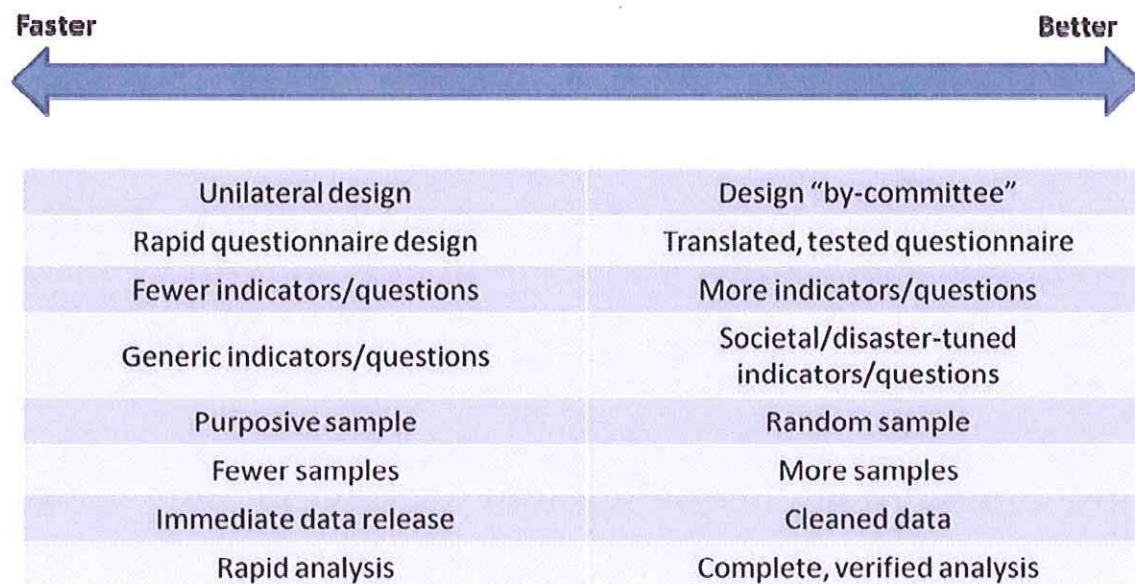 Faster Better
Unilateral design Design “by-committee”
Rapid questionnaire design Translated, tested questionnaire
Fewer indicators/questions More indicators/questions
Generic indicators/questions Societal/disaster-tuned
indicators/questions
Purposive sample Random sample
Fewer samples More samples
Immediate data release Cleaned data
Rapid analysis Complete, verified analysis